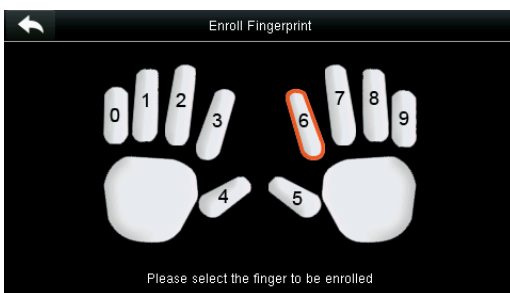 Enroll Fingerprint
0 1 2 3 6 7 8 9
4 5
Please select the finger to be enrolled